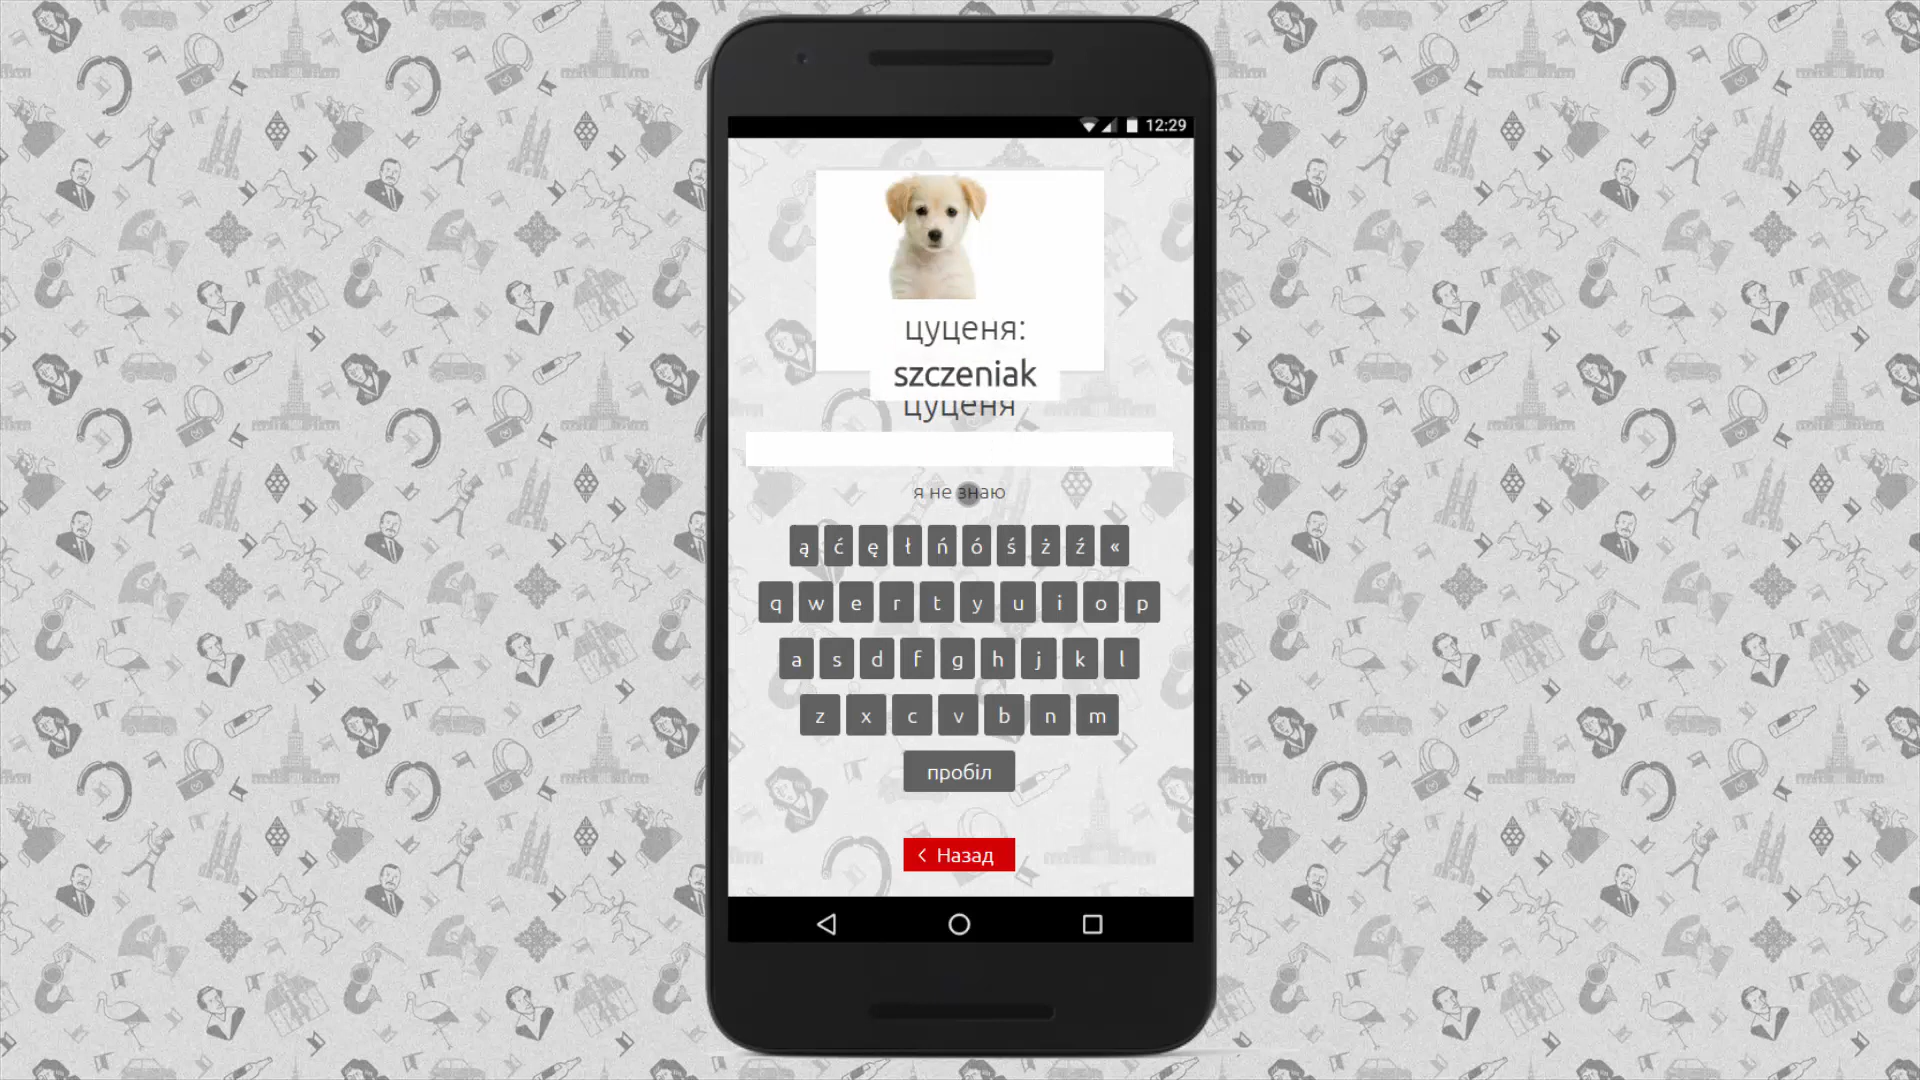 12:29
цуценя:
szczeniak
цуценя
я не знаю
ą ć ę ł ń ó ś ż ź «
q w e r t y u i o p
a s d f g h j k l
z x c v b n m
пробіл
< Назад